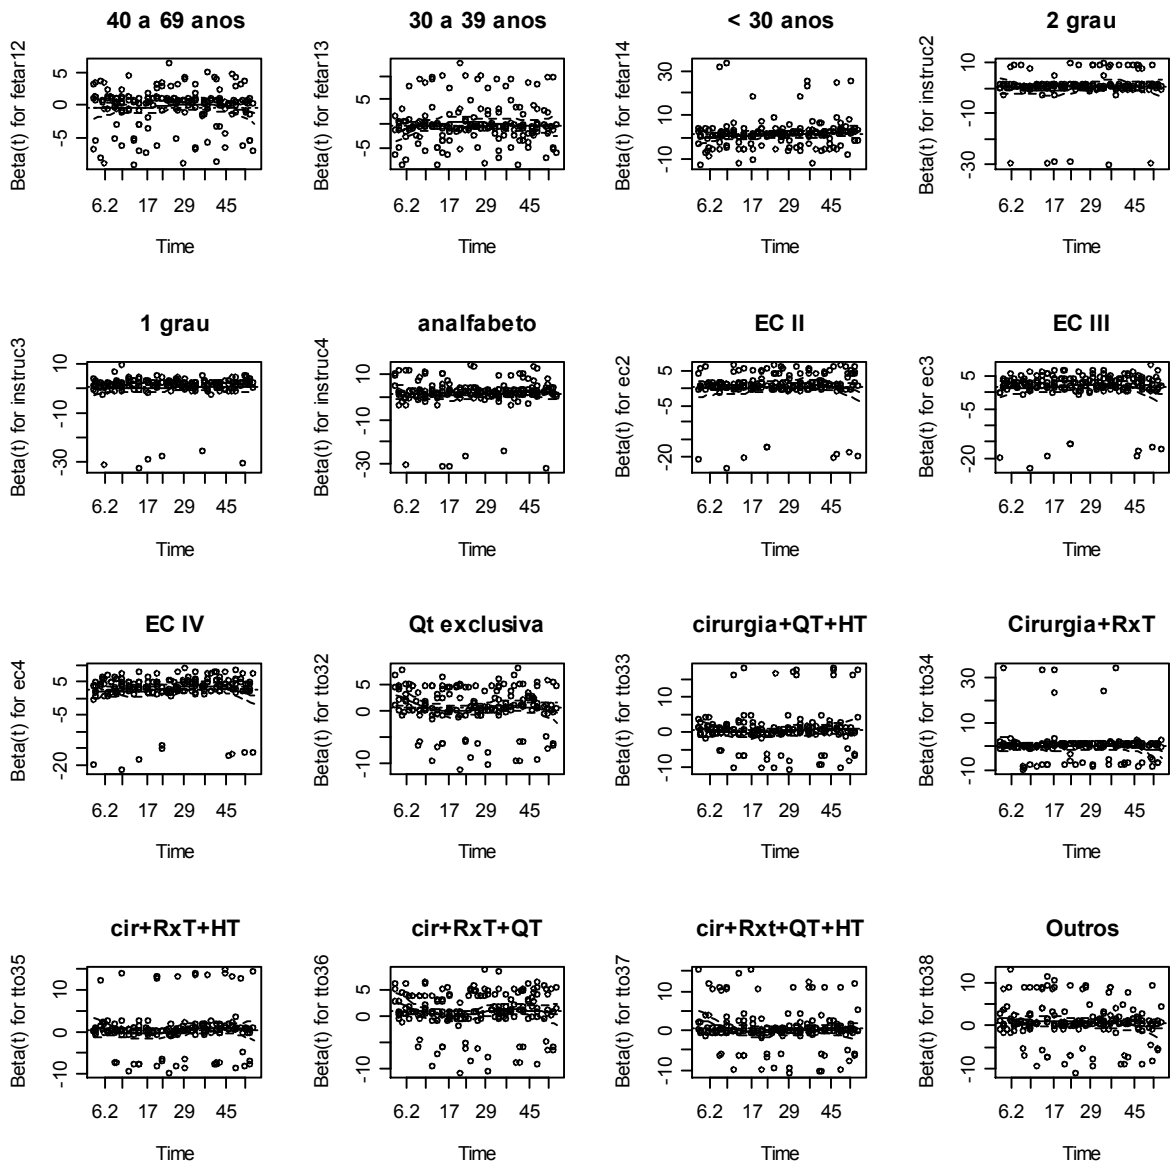 40 a 69 anos
Beta(t) for fetar12
5
0
-5
6.2 17 29 45
Time
30 a 39 anos
Beta(t) for fetar13
5
0
-5
6.2 17 29 45
Time
< 30 anos
Beta(t) for fetar14
30
10
-10
6.2 17 29 45
Time
2 grau
Beta(t) for instruc2
10
-10
-30
6.2 17 29 45
Time
1 grau
Beta(t) for instruc3
10
-10
-30
6.2 17 29 45
Time
analfabeto
Beta(t) for instruc4
10
-10
-30
6.2 17 29 45
Time
EC II
Beta(t) for ec2
5
-5
-20
6.2 17 29 45
Time
EC III
Beta(t) for ec3
5
-5
-20
6.2 17 29 45
Time
EC IV
Beta(t) for ec4
5
-5
-20
6.2 17 29 45
Time
Qt exclusiva
Beta(t) for tto32
5
0
-10
6.2 17 29 45
Time
cirurgia+QT+HT
Beta(t) for tto33
15
5
0
-10
6.2 17 29 45
Time
Cirurgia+RxT
Beta(t) for tto34
30
10
-10
6.2 17 29 45
Time
cir+RxT+HT
Beta(t) for tto35
10
0
-10
6.2 17 29 45
Time
cir+RxT+QT
Beta(t) for tto36
5
0
-10
6.2 17 29 45
Time
cir+Rxt+QT+HT
Beta(t) for tto37
10
0
-10
6.2 17 29 45
Time
Outros
Beta(t) for tto38
10
0
-10
6.2 17 29 45
Time